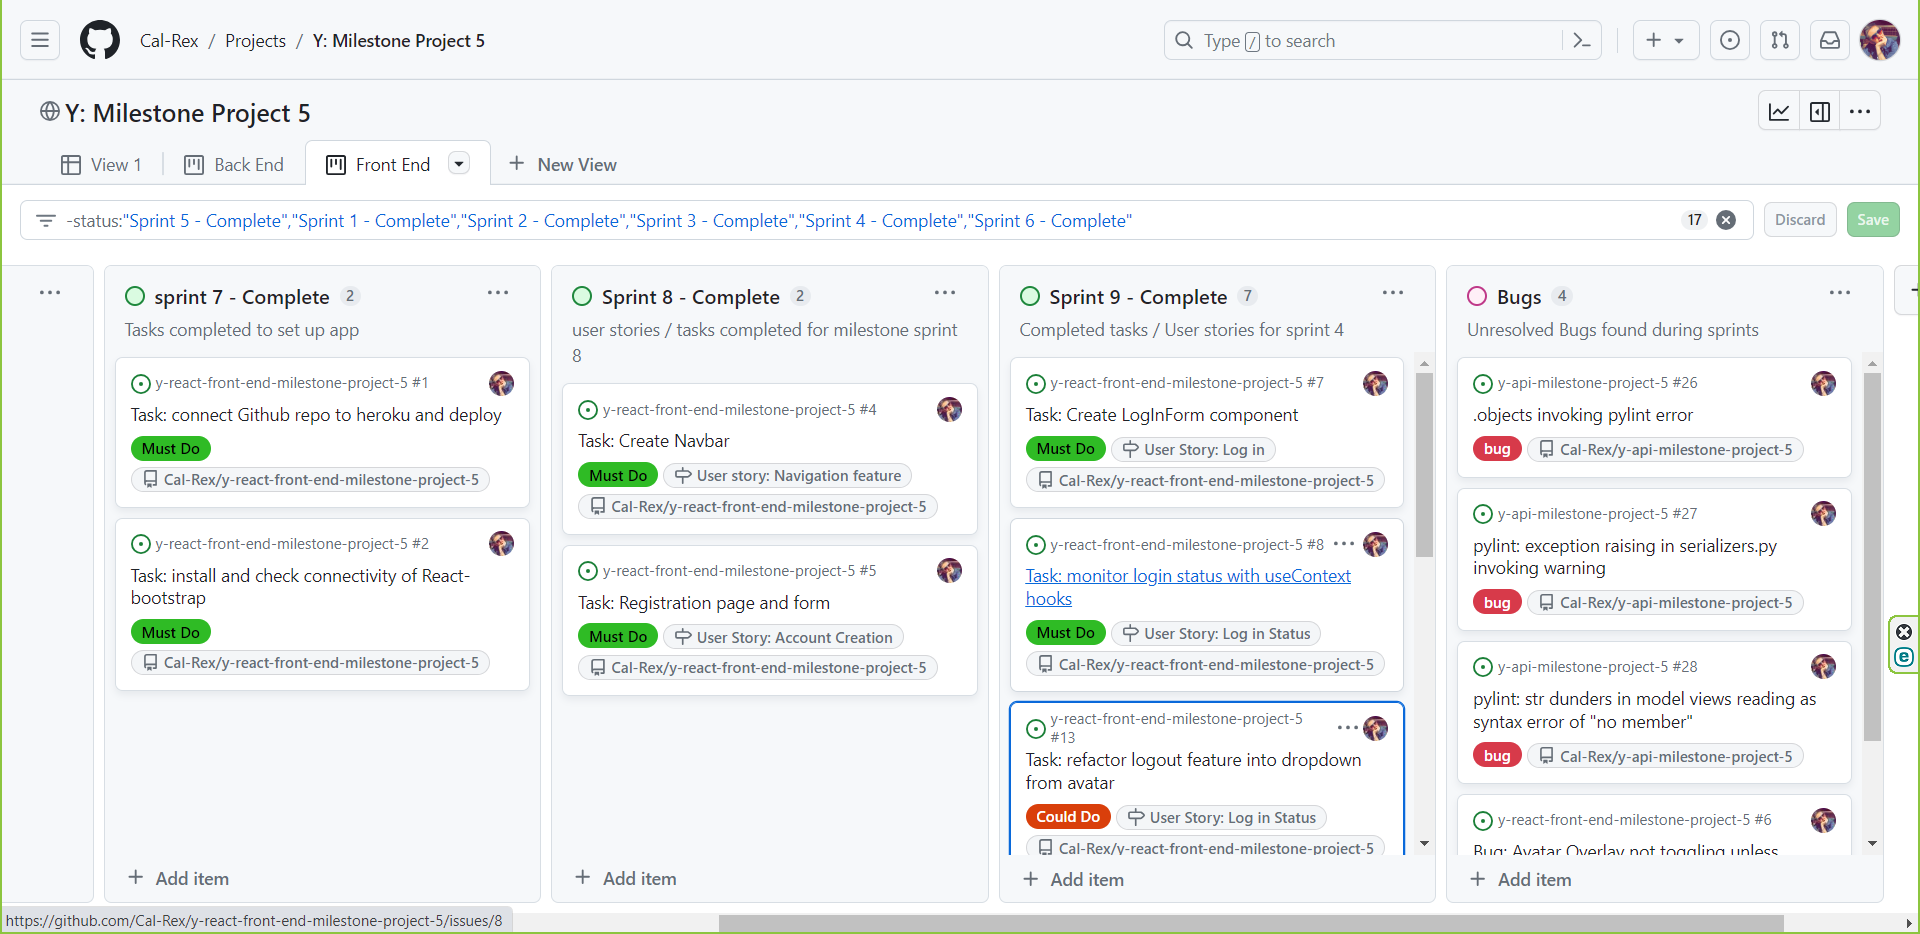 Cal-Rex / Projects / Y: Milestone Project 5
Type / to search
Y: Milestone Project 5
View 1
Back End
Front End
New View
-status:"Sprint 5 - Complete","Sprint 1 - Complete","Sprint 2 - Complete","Sprint 3 - Complete","Sprint 4 - Complete","Sprint 6 - Complete"
17
Discard
Save
sprint 7 - Complete 2
Tasks completed to set up app
y-react-front-end-milestone-project-5 #1
Task: connect Github repo to heroku and deploy
Must Do
Cal-Rex/y-react-front-end-milestone-project-5
y-react-front-end-milestone-project-5 #2
Task: install and check connectivity of React-
bootstrap
Must Do
Cal-Rex/y-react-front-end-milestone-project-5
Add item
Sprint 8 - Complete 2
user stories / tasks completed for milestone sprint
8
y-react-front-end-milestone-project-5 #4
Task: Create Navbar
Must Do User story: Navigation feature
Cal-Rex/y-react-front-end-milestone-project-5
y-react-front-end-milestone-project-5 #5
Task: Registration page and form
Must Do User Story: Account Creation
Cal-Rex/y-react-front-end-milestone-project-5
Add item
Sprint 9 - Complete 7
Completed tasks / User stories for sprint 4
y-react-front-end-milestone-project-5 #7
Task: Create LogInForm component
Must Do User Story: Log in
Cal-Rex/y-react-front-end-milestone-project-5
y-react-front-end-milestone-project-5 #8
Task: monitor login status with useContext
hooks
Must Do User Story: Log in Status
Cal-Rex/y-react-front-end-milestone-project-5
y-react-front-end-milestone-project-5
#13
Task: refactor logout feature into dropdown
from avatar
Could Do User Story: Log in Status
Cal-Rex/y-react-front-end-milestone-project-5
Add item
Bugs 4
Unresolved Bugs found during sprints
y-api-milestone-project-5 #26
.objects invoking pylint error
bug Cal-Rex/y-api-milestone-project-5
y-api-milestone-project-5 #27
pylint: exception raising in serializers.py
invoking warning
bug Cal-Rex/y-api-milestone-project-5
y-api-milestone-project-5 #28
pylint: str dunders in model views reading as
syntax error of "no member"
bug Cal-Rex/y-api-milestone-project-5
y-react-front-end-milestone-project-5 #6
Bug: Avatar Overlay not toggling unless
Add item
https://github.com/Cal-Rex/y-react-front-end-milestone-project-5/issues/8